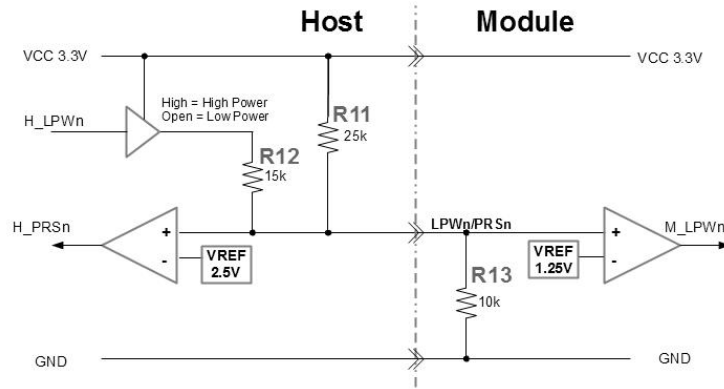 Host
Module
VCC 3.3V
VCC 3.3V
High = High Power
Open = Low Power
H_LPWn
R11
25k
R12
15k
H_PRSn
+
-
VREF
2.5V
LPWn/PRSn
M_LPWn
+
-
VREF
1.25V
R13
10k
GND
GND